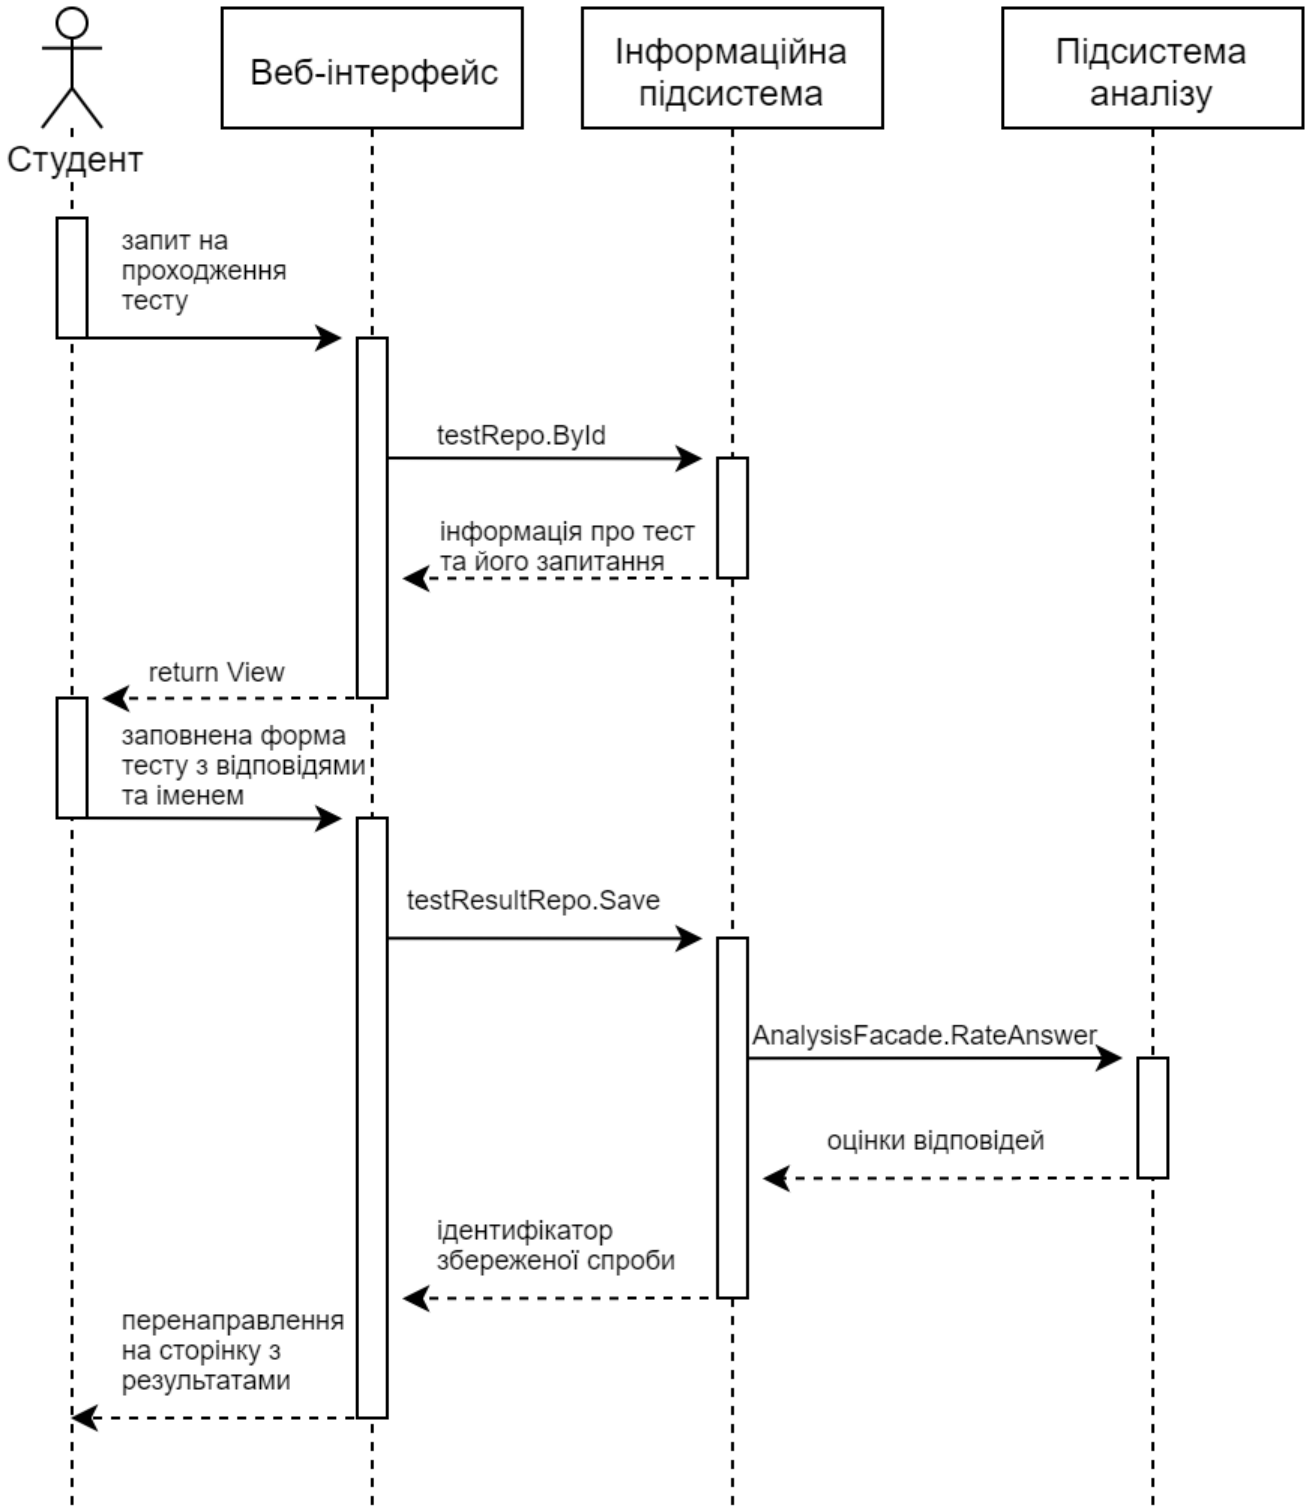 Веб-інтерфейс
Інформаційна
підсистема
Підсистема
аналізу
Студент
запит на
проходження
тесту
testRepo.ById
інформація про тест
та його запитання
return View
заповнена форма
тесту з відповідями
та іменем
testResultRepo.Save
AnalysisFacade.RateAnswer
оцінки відповідей
ідентифікатор
збереженої спроби
перенаправлення
на сторінку з
результатами